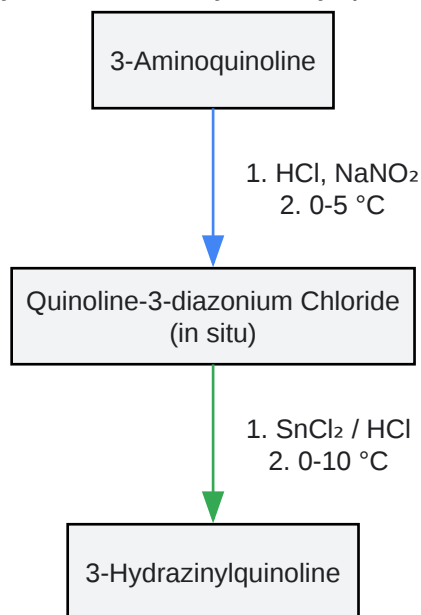 3-Aminoquinoline
1. HCl, NaNO₂
2. 0-5 °C
Quinoline-3-diazonium Chloride
(in situ)
1. SnCl₂ / HCl
2. 0-10 °C
3-Hydrazinylquinoline